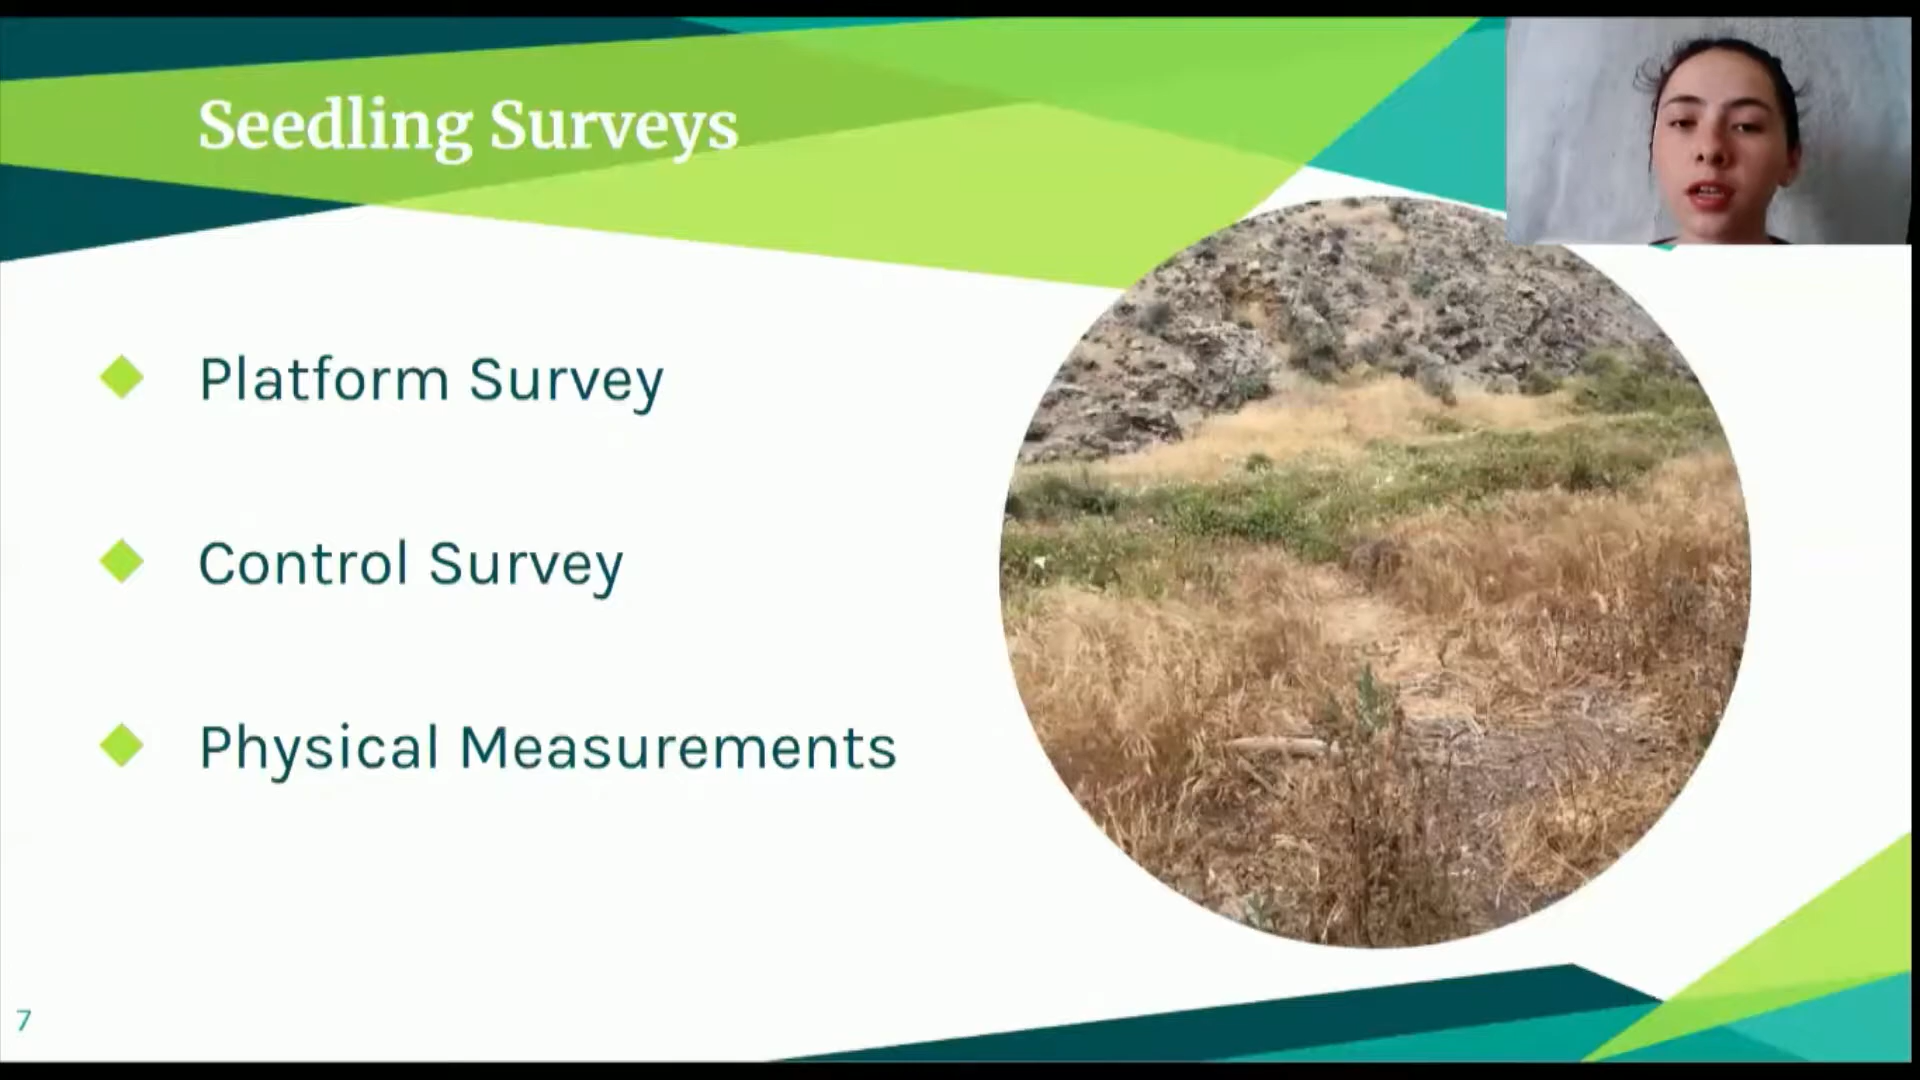 Seedling Surveys
Platform Survey
Control Survey
Physical Measurements
7